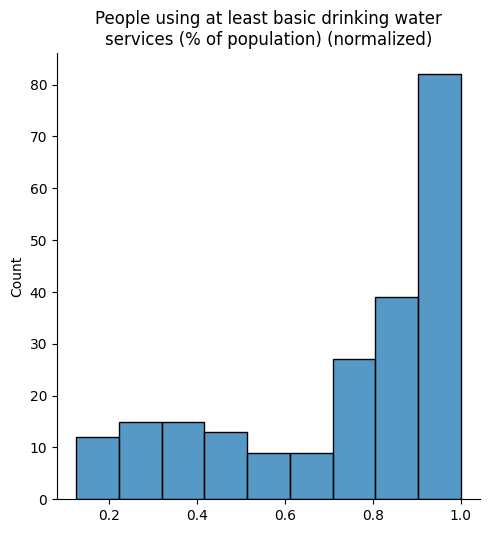 People using at least basic drinking water
services (% of population) (normalized)
80
70
60
50
40
30
20
10
0
Count
0.2 0.4 0.6 0.8 1.0